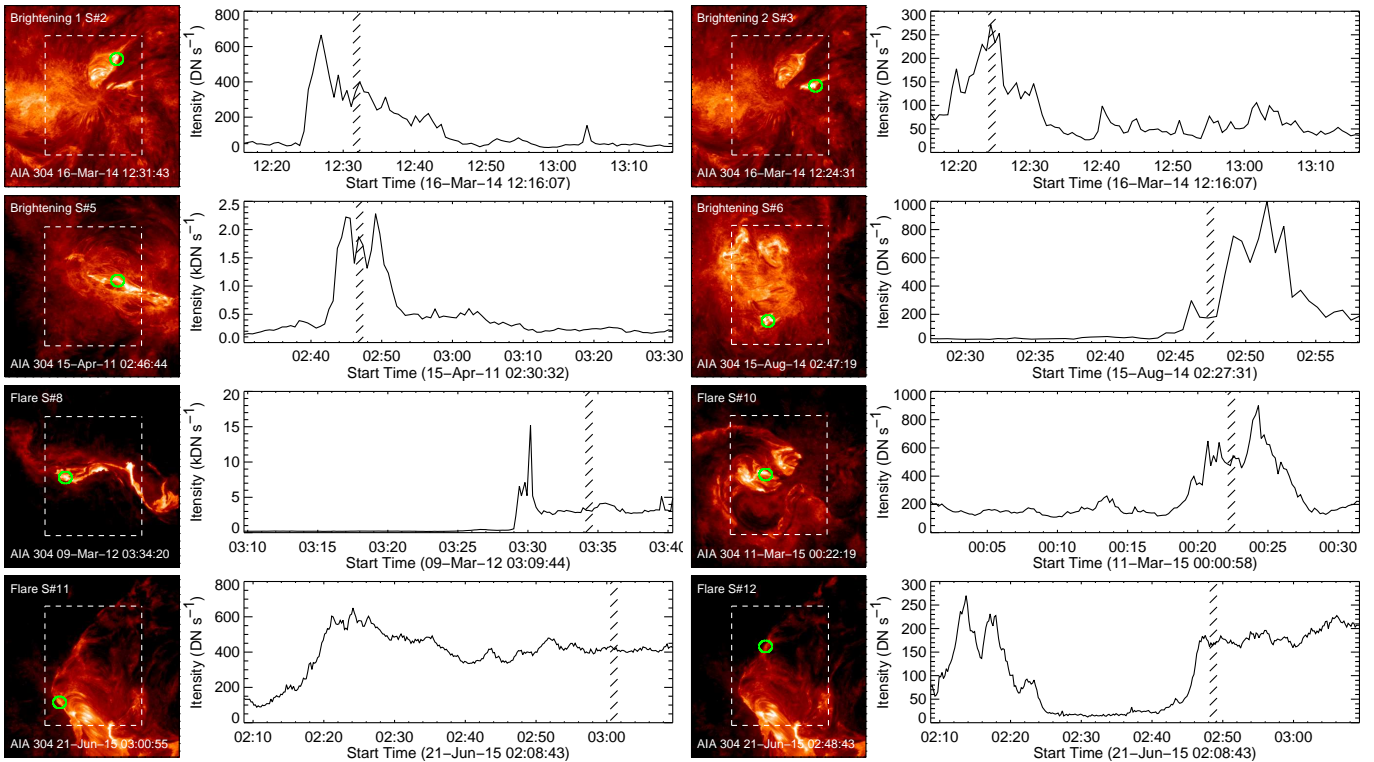 Brightening 1 S#2
AIA 304 16-Mar-14 12:31:43
Itensity (DN s⁻¹)
800
600
400
200
0
12:20 12:30 12:40 12:50 13:00 13:10
Start Time (16-Mar-14 12:16:07)
Brightening 2 S#3
AIA 304 16-Mar-14 12:24:31
Itensity (DN s⁻¹)
300
250
200
150
100
50
0
12:20 12:30 12:40 12:50 13:00 13:10
Start Time (16-Mar-14 12:16:07)
Brightening S#5
AIA 304 15-Apr-11 02:46:44
Itensity (kDN s⁻¹)
2.5
2.0
1.5
1.0
0.5
0.0
02:40 02:50 03:00 03:10 03:20 03:30
Start Time (15-Apr-11 02:30:32)
Brightening S#6
AIA 304 15-Aug-14 02:47:19
Itensity (DN s⁻¹)
1000
800
600
400
200
0
02:30 02:35 02:40 02:45 02:50 02:55
Start Time (15-Aug-14 02:27:31)
Flare S#8
AIA 304 09-Mar-12 03:34:20
Itensity (kDN s⁻¹)
20
15
10
5
0
03:10 03:15 03:20 03:25 03:30 03:35 03:40
Start Time (09-Mar-12 03:09:44)
Flare S#10
AIA 304 11-Mar-15 00:22:19
Itensity (DN s⁻¹)
1000
800
600
400
200
0
00:05 00:10 00:15 00:20 00:25 00:30
Start Time (11-Mar-15 00:00:58)
Flare S#11
AIA 304 21-Jun-15 03:00:55
Itensity (DN s⁻¹)
800
600
400
200
0
02:10 02:20 02:30 02:40 02:50 03:00
Start Time (21-Jun-15 02:08:43)
Flare S#12
AIA 304 21-Jun-15 02:48:43
Itensity (DN s⁻¹)
300
250
200
150
100
50
0
02:10 02:20 02:30 02:40 02:50 03:00
Start Time (21-Jun-15 02:08:43)